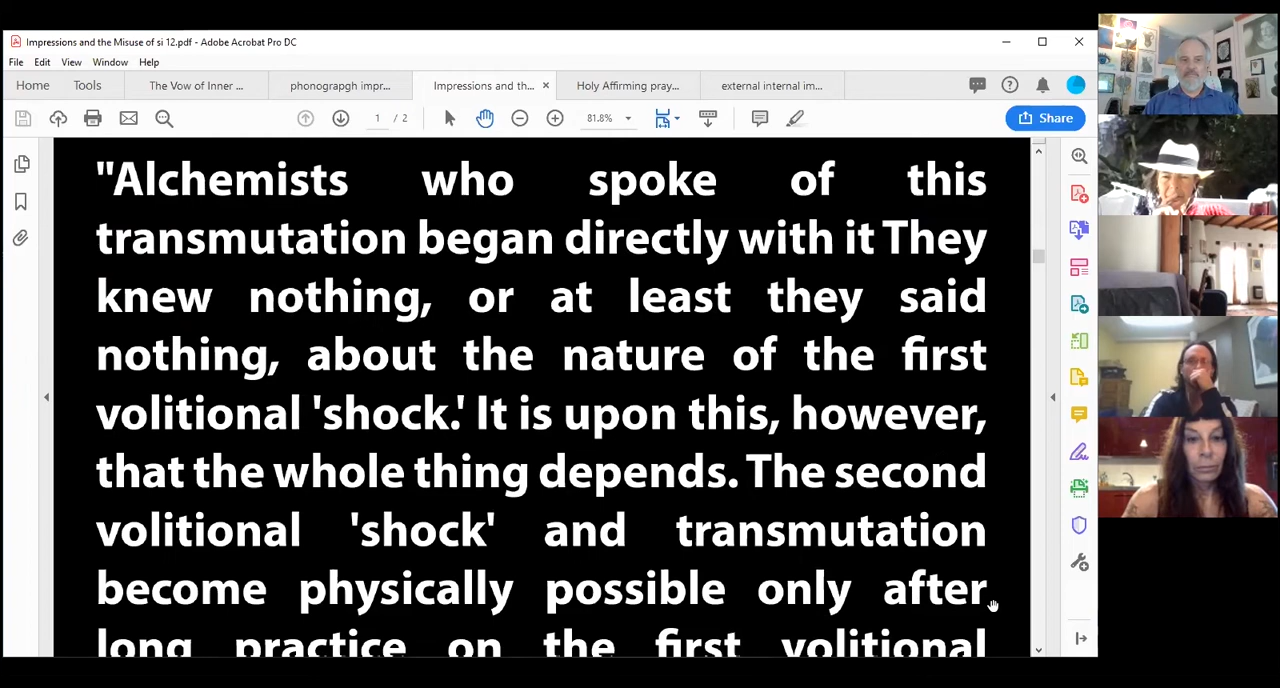 Impressions and the Misuse of si 12.pdf - Adobe Acrobat Pro DC
File Edit View Window Help
Home Tools The Vow of Inner ... phonograpgh impr... Impressions and th... × Holy Affirming pray... external internal im...
1 / 2 81.8% Share
"Alchemists who spoke of this
transmutation began directly with it They
knew nothing, or at least they said
nothing, about the nature of the first
volitional 'shock.' It is upon this, however,
that the whole thing depends. The second
volitional 'shock' and transmutation
become physically possible only after
long practice on the first volitional